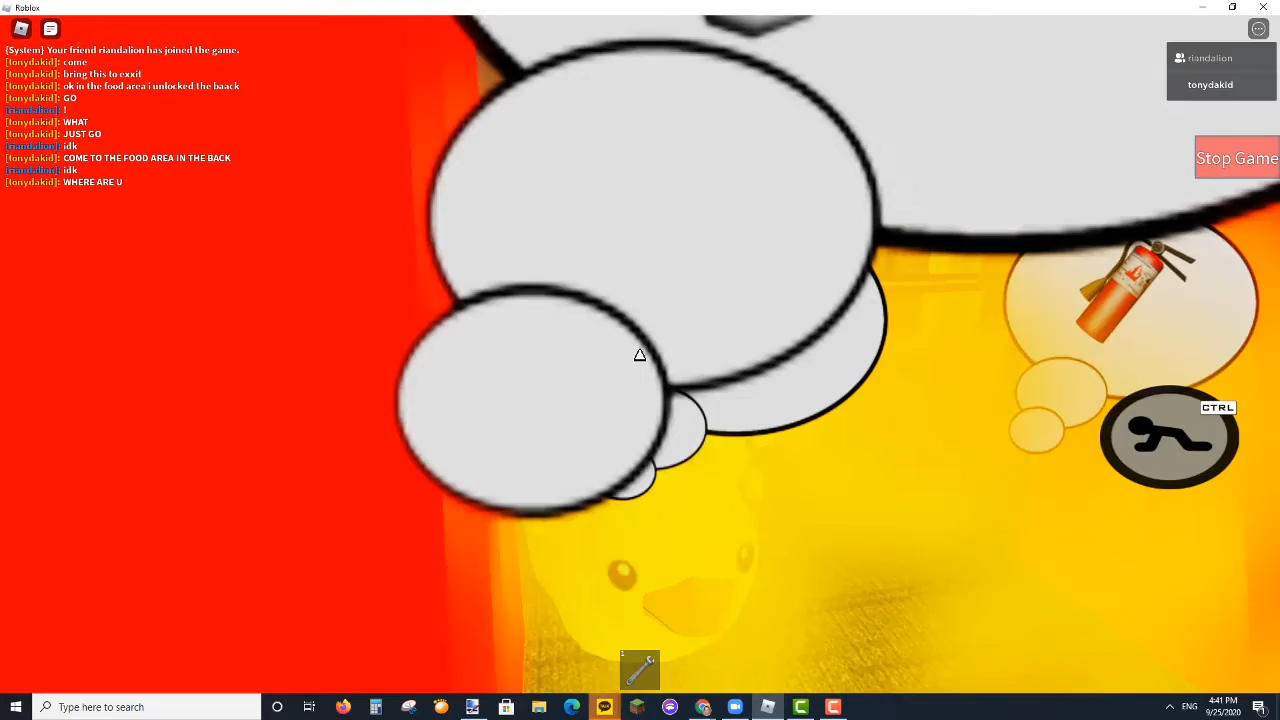 Roblox
{System} Your friend riandalion has joined the game.
[tonydakid]: come
[tonydakid]: bring this to exxit
[tonydakid]: ok in the food area i unlocked the baack
[tonydakid]: GO
[riandalion]: !
[tonydakid]: WHAT
[tonydakid]: JUST GO
[riandalion]: idk
[tonydakid]: COME TO THE FOOD AREA IN THE BACK
[riandalion]: idk
[tonydakid]: WHERE ARE U
riandalion
tonydakid
Stop Game
CTRL
1
Type here to search
ENG
4:41 PM
9/25/2020